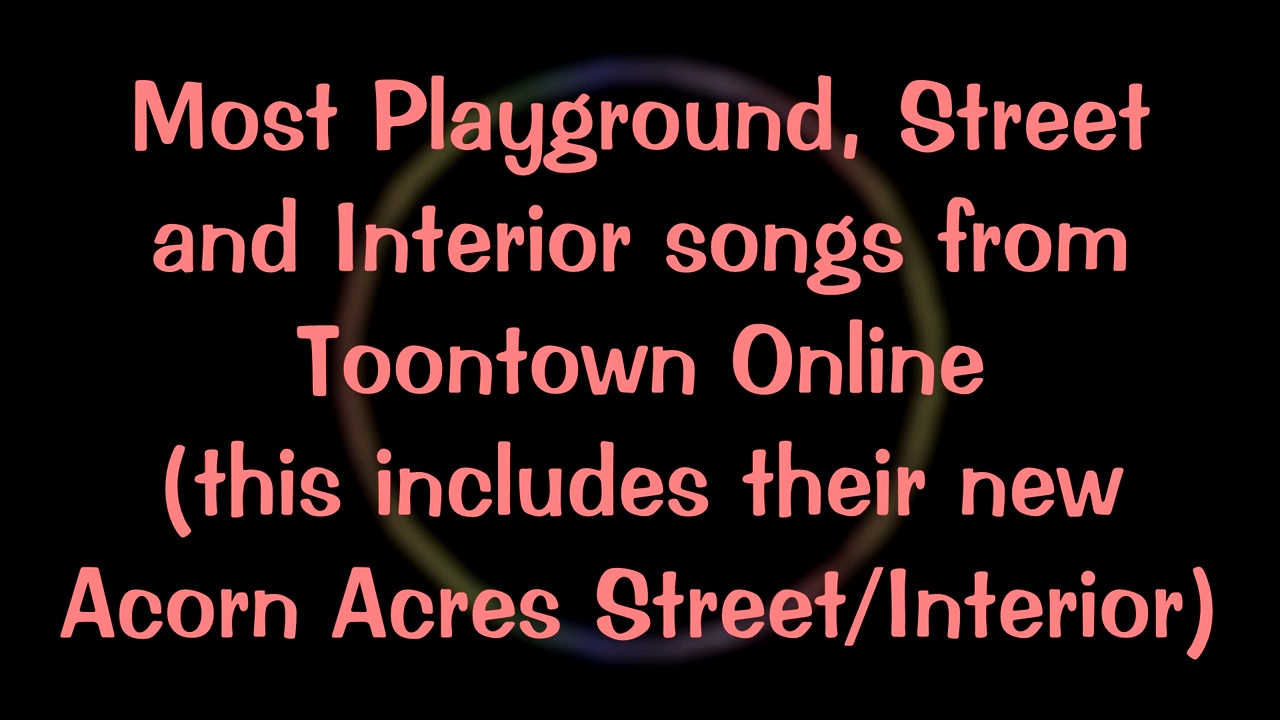 Most Playground, Street
and Interior songs from
Toontown Online
(this includes their new
Acorn Acres Street/Interior)